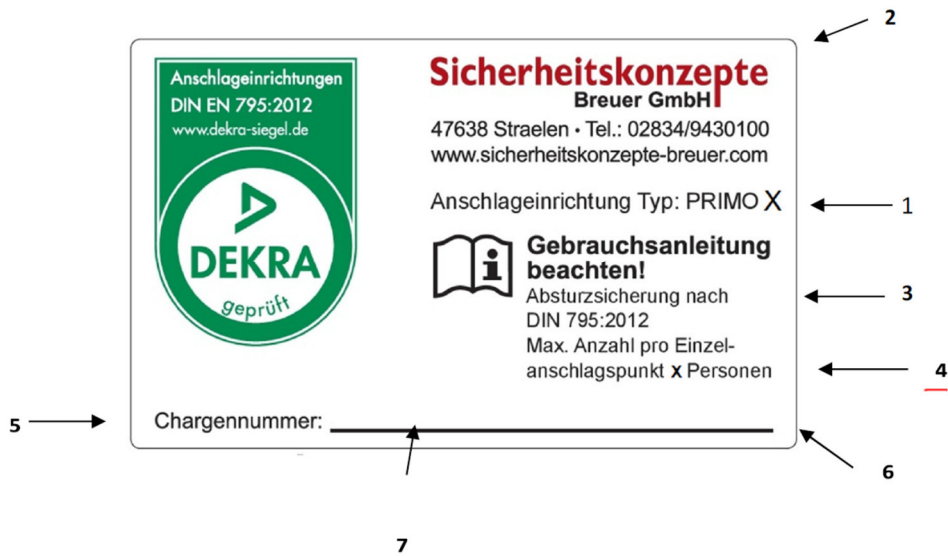 2
Anschlageinrichtungen
DIN EN 795:2012
www.dekra-siegel.de
DEKRA
geprüft
Sicherheitskonzepte
Breuer GmbH
47638 Straelen • Tel.: 02834/9430100
www.sicherheitskonzepte-breuer.com
Anschlageinrichtung Typ: PRIMO X
1
Gebrauchsanleitung
beachten!
Absturzsicherung nach
3
DIN 795:2012
Max. Anzahl pro Einzel-
anschlagspunkt x Personen
4
5
Chargennummer:
6
7